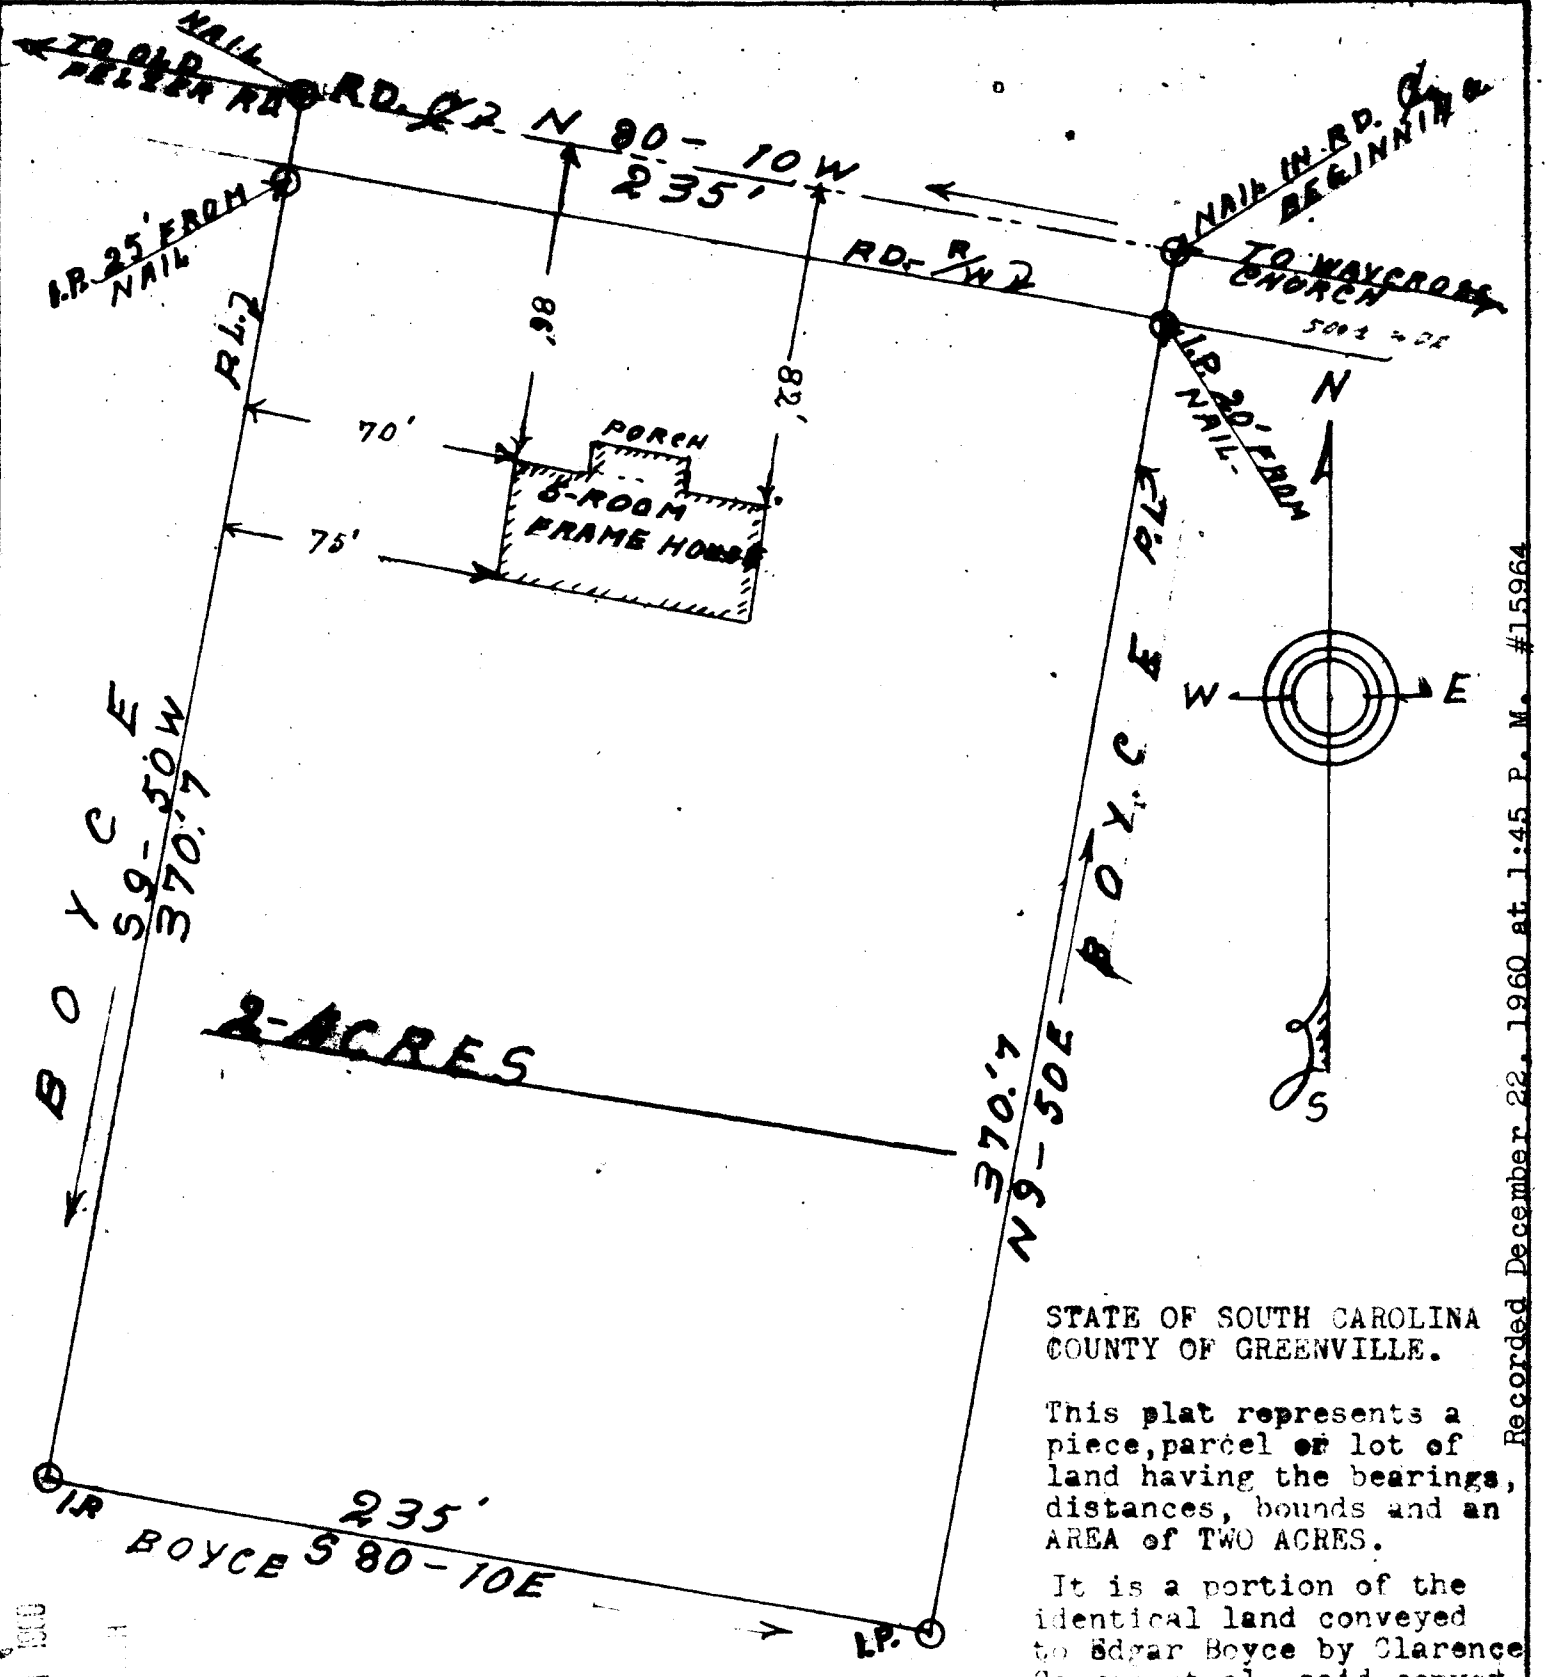 NAIL
TO OLD
PELZER RD
RD. ℄ N 80 - 10 W
235'
NAIL IN RD. ℄
BEGINNING
TO WAYCROSS
CHURCH
I.P. 25' FROM
NAIL
RD.- R/W
I.P. 20' FROM
NAIL-
P.L.
86'
82'
70'
PORCH
5-ROOM
FRAME HOUSE
75'
P.L.
N
W E
S
BOYCE
S 9 - 50 W
370.'7
BOYCE
370.'7
N 9 - 50 E
2-ACRES
I.P.
235'
BOYCE S 80 - 10 E
I.P.
STATE OF SOUTH CAROLINA
COUNTY OF GREENVILLE.
This plat represents a
piece,parcel or lot of
land having the bearings,
distances, bounds and an
AREA of TWO ACRES.
It is a portion of the
identical land conveyed
to Edgar Boyce by Clarence
Recorded December 22, 1960 at 1:45 P. M. #15964